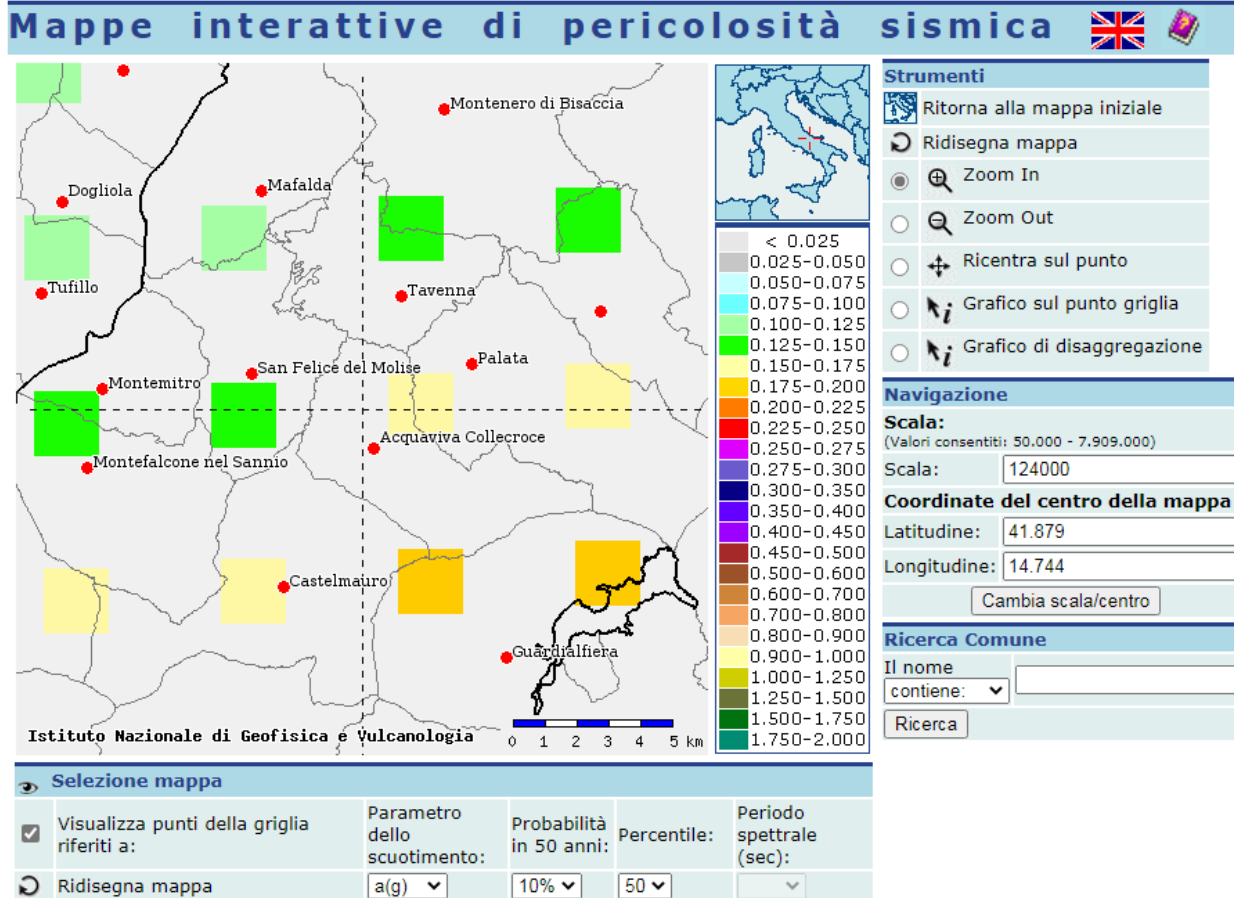 Mappe interattive di pericolosità sismica
Montenero di Bisaccia
Dogliola
Mafalda
Tufillo
Tavenna
Montemitro
San Felice del Molise
Palata
Acquaviva Collecroce
Montefalcone nel Sannio
Castelmauro
Guardialfiera
Istituto Nazionale di Geofisica e Vulcanologia
0 1 2 3 4 5 km
< 0.025
0.025-0.050
0.050-0.075
0.075-0.100
0.100-0.125
0.125-0.150
0.150-0.175
0.175-0.200
0.200-0.225
0.225-0.250
0.250-0.275
0.275-0.300
0.300-0.350
0.350-0.400
0.400-0.450
0.450-0.500
0.500-0.600
0.600-0.700
0.700-0.800
0.800-0.900
0.900-1.000
1.000-1.250
1.250-1.500
1.500-1.750
1.750-2.000
Strumenti
Ritorna alla mappa iniziale
Ridisegna mappa
Zoom In
Zoom Out
Ricentra sul punto
Grafico sul punto griglia
Grafico di disaggregazione
Navigazione
Scala:
(Valori consentiti: 50.000 - 7.909.000)
Scala: 124000
Coordinate del centro della mappa
Latitudine: 41.879
Longitudine: 14.744
Cambia scala/centro
Ricerca Comune
Il nome
contiene:
Ricerca
Selezione mappa
Visualizza punti della griglia
riferiti a:
Parametro
dello
scuotimento:
Probabilità
in 50 anni:
Percentile:
Periodo
spettrale
(sec):
Ridisegna mappa
a(g)
10%
50